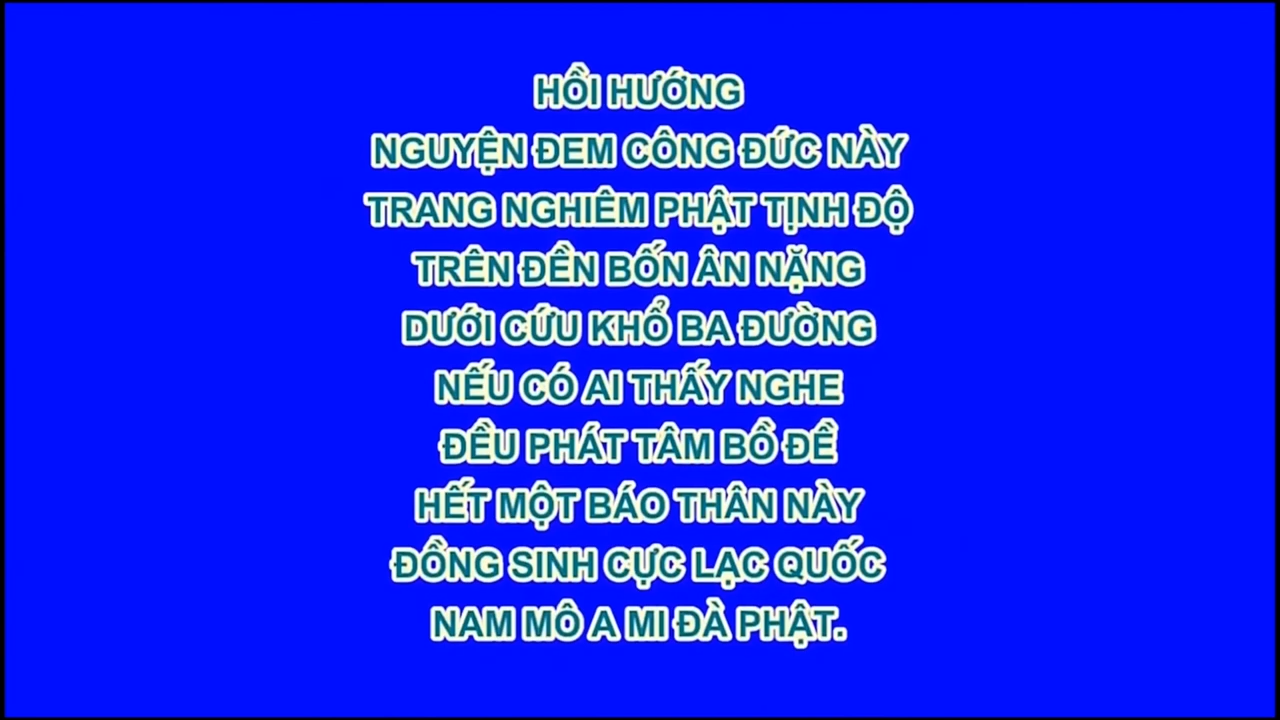 HỒI HƯỚNG
NGUYỆN ĐEM CÔNG ĐỨC NÀY
TRANG NGHIÊM PHẬT TỊNH ĐỘ
TRÊN ĐỀN BỐN ÂN NẶNG
DƯỚI CỨU KHỔ BA ĐƯỜNG
NẾU CÓ AI THẤY NGHE
ĐỀU PHÁT TÂM BỒ ĐỀ
HẾT MỘT BÁO THÂN NÀY
ĐỒNG SINH CỰC LẠC QUỐC
NAM MÔ A MI ĐÀ PHẬT.